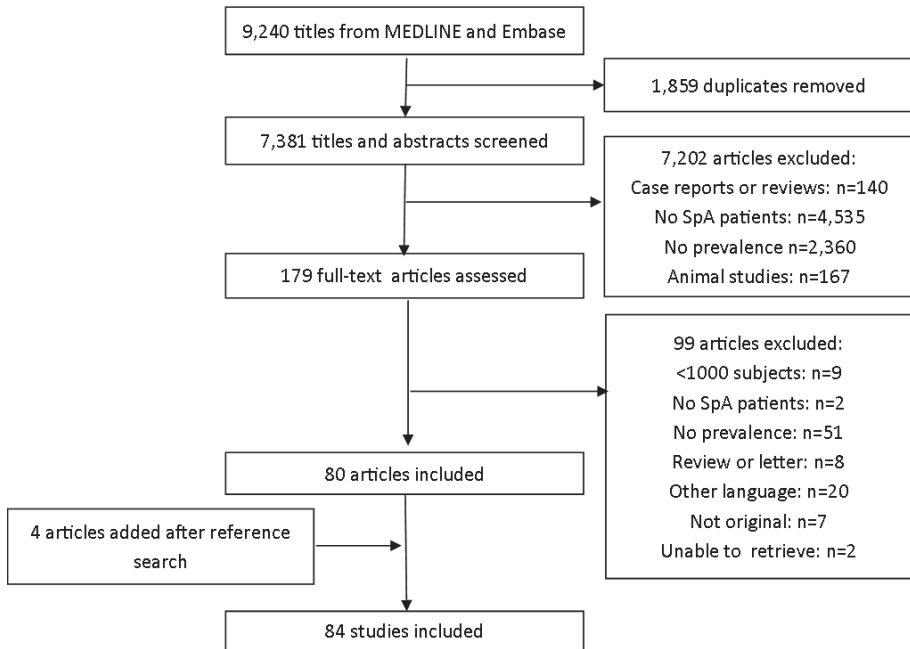 9,240 titles from MEDLINE and Embase
1,859 duplicates removed
7,381 titles and abstracts screened
7,202 articles excluded:
Case reports or reviews: n=140
No SpA patients: n=4,535
No prevalence n=2,360
Animal studies: n=167
179 full-text articles assessed
99 articles excluded:
<1000 subjects: n=9
No SpA patients: n=2
No prevalence: n=51
Review or letter: n=8
Other language: n=20
Not original: n=7
Unable to retrieve: n=2
80 articles included
4 articles added after reference
search
84 studies included